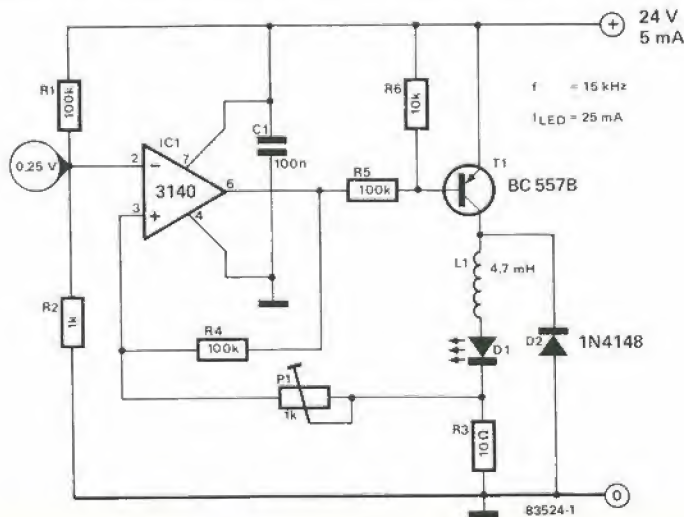 24 V
5 mA
f = 15 kHz
ILED = 25 mA
R1
100k
R6
10k
IC1
C1
100n
0.25 V
2
−
7
3140
6
3
+
4
R5
100k
T1
BC 557B
L1
4.7 mH
R2
1k
R4
100k
D1
D2
1N4148
P1
1k
R3
10Ω
+
0
83524-1